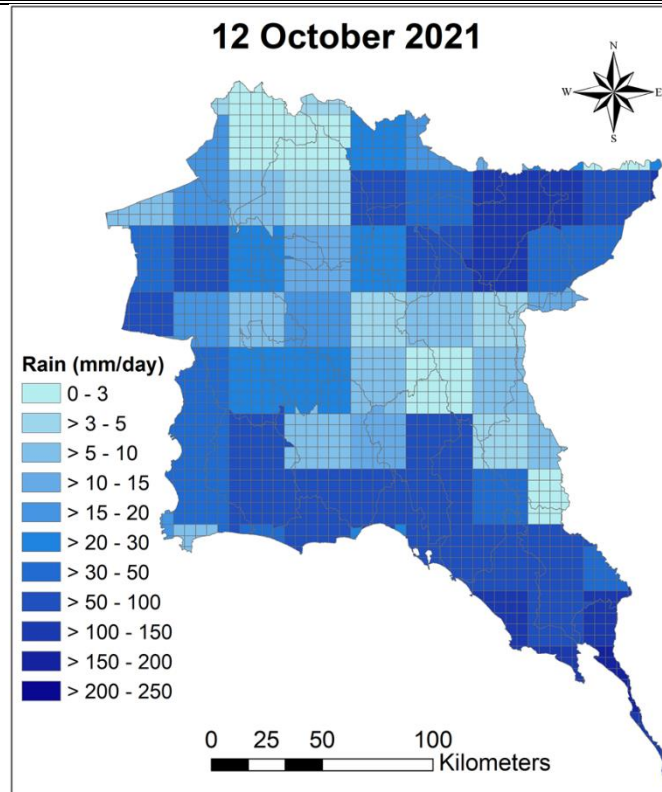 12 October 2021
N
W E
S
Rain (mm/day)
0 - 3
> 3 - 5
> 5 - 10
> 10 - 15
> 15 - 20
> 20 - 30
> 30 - 50
> 50 - 100
> 100 - 150
> 150 - 200
> 200 - 250
0 25 50 100
Kilometers